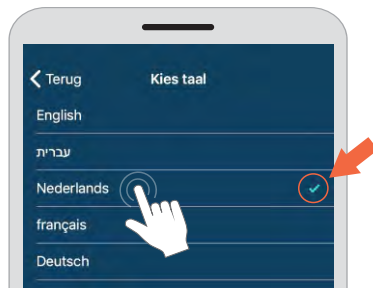 Terug Kies taal
English
עברית
Nederlands
français
Deutsch